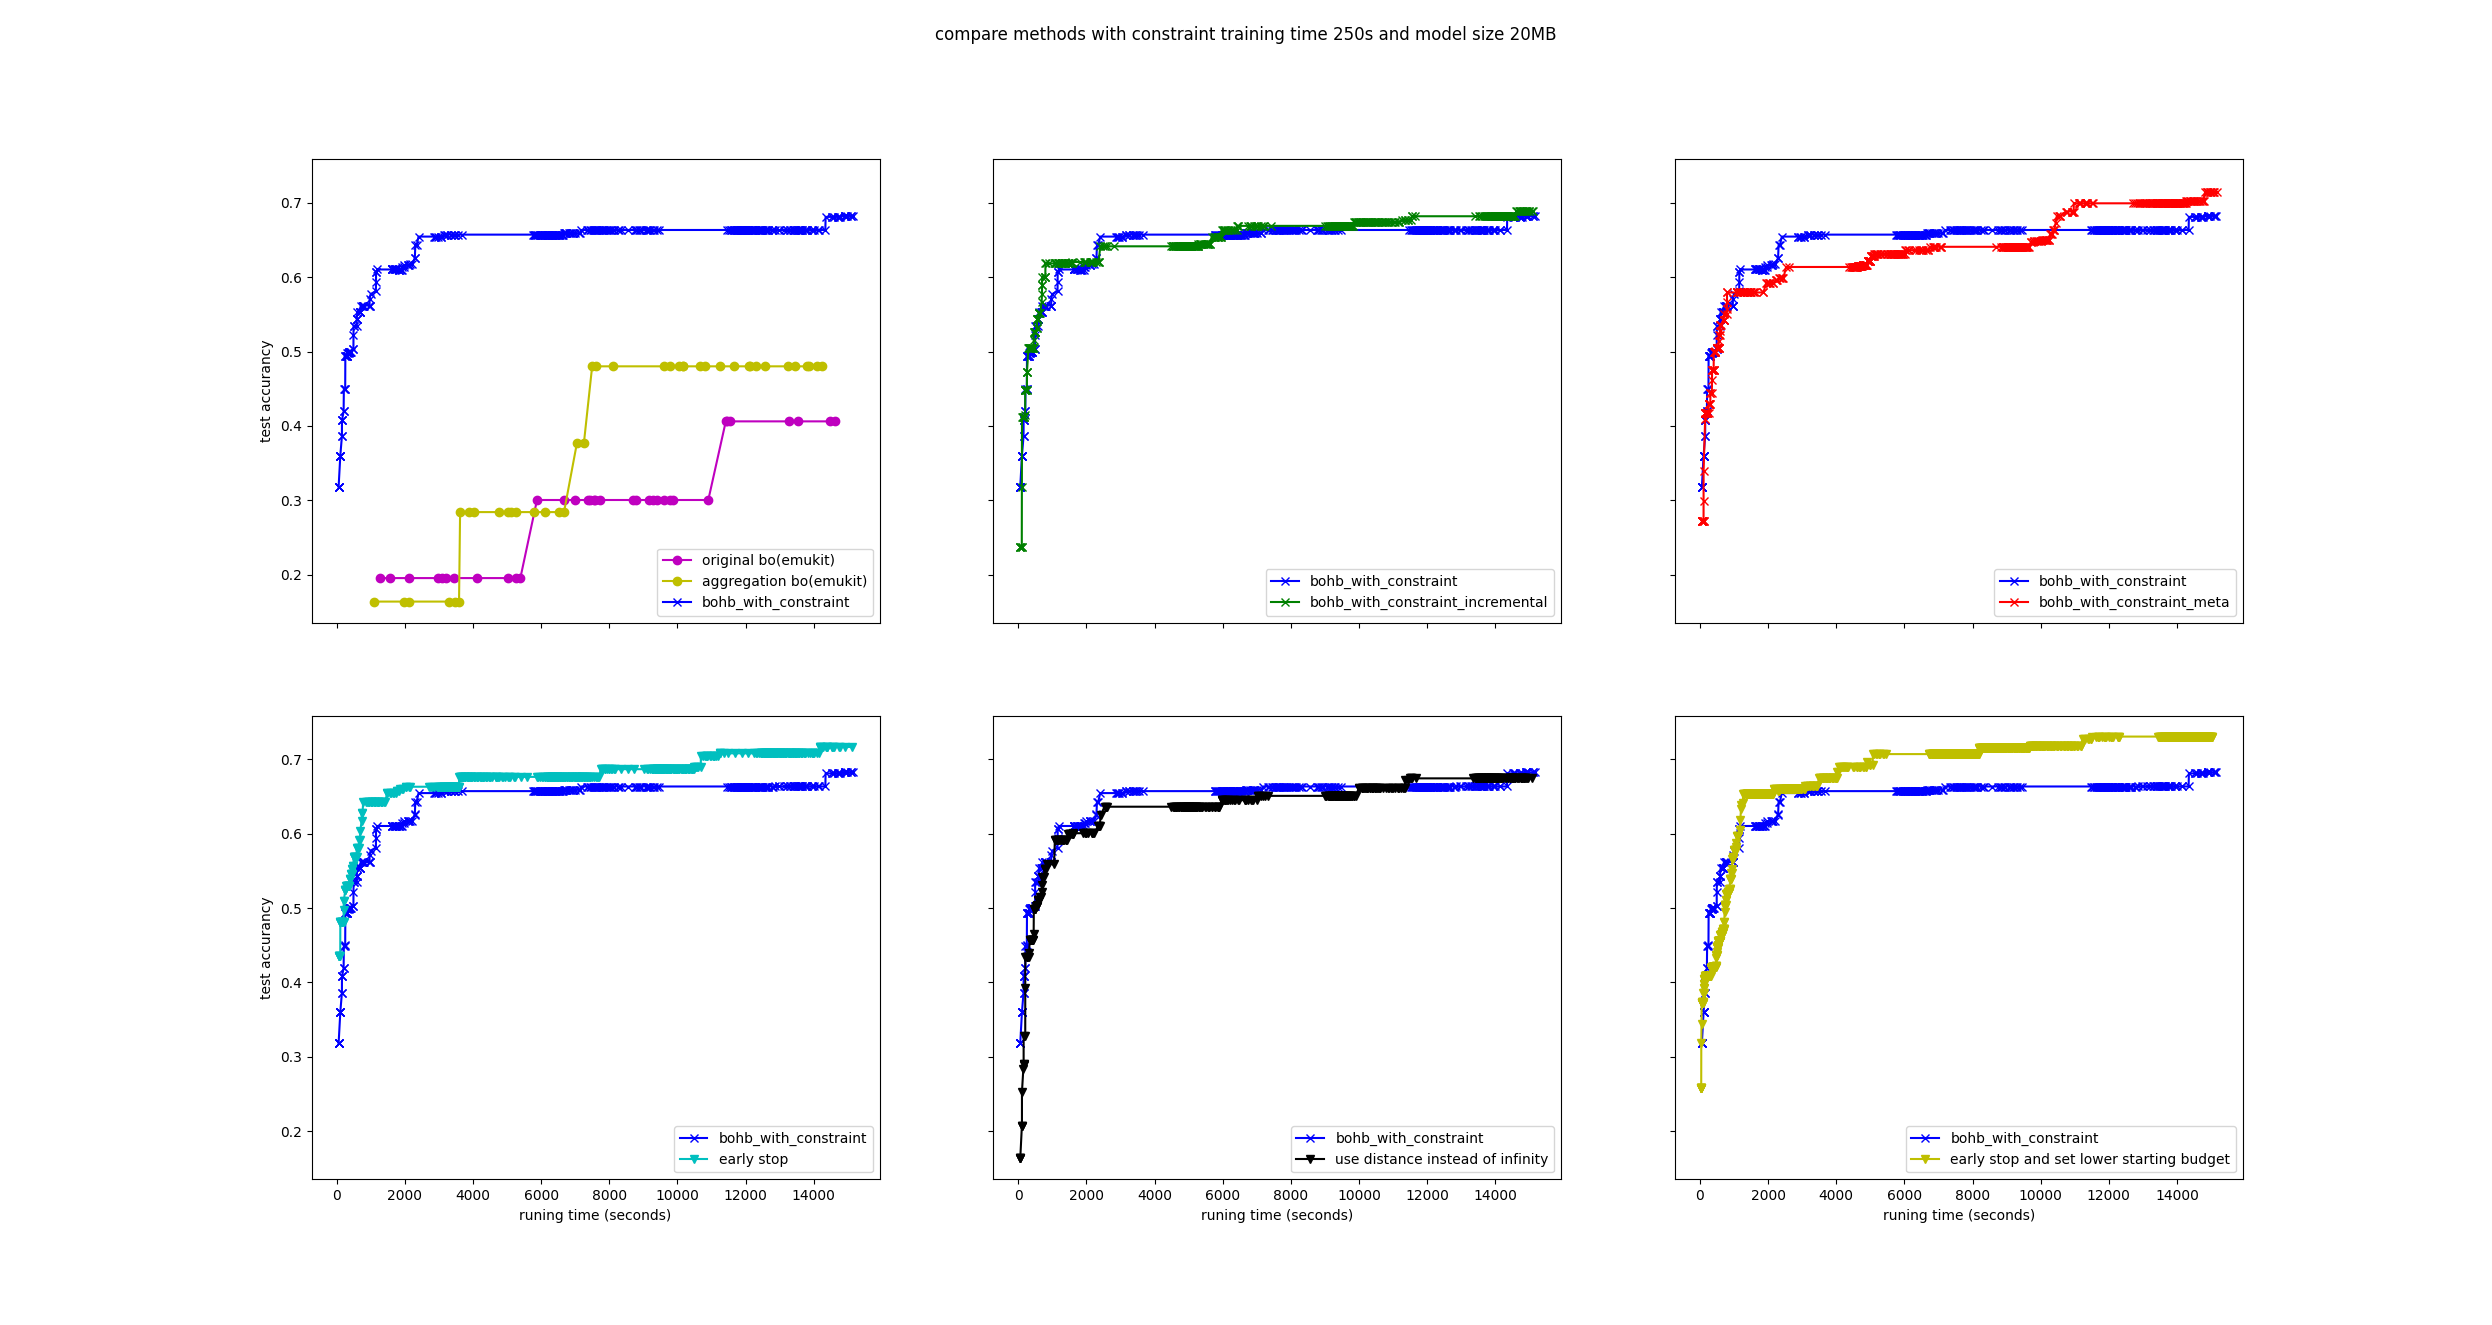 compare methods with constraint training time 250s and model size 20MB
test accurancy
0.7
0.6
0.5
0.4
0.3
0.2
original bo(emukit)
aggregation bo(emukit)
bohb_with_constraint
bohb_with_constraint
bohb_with_constraint_incremental
bohb_with_constraint
bohb_with_constraint_meta
test accurancy
0.7
0.6
0.5
0.4
0.3
0.2
bohb_with_constraint
early stop
0 2000 4000 6000 8000 10000 12000 14000
runing time (seconds)
bohb_with_constraint
use distance instead of infinity
0 2000 4000 6000 8000 10000 12000 14000
runing time (seconds)
bohb_with_constraint
early stop and set lower starting budget
0 2000 4000 6000 8000 10000 12000 14000
runing time (seconds)